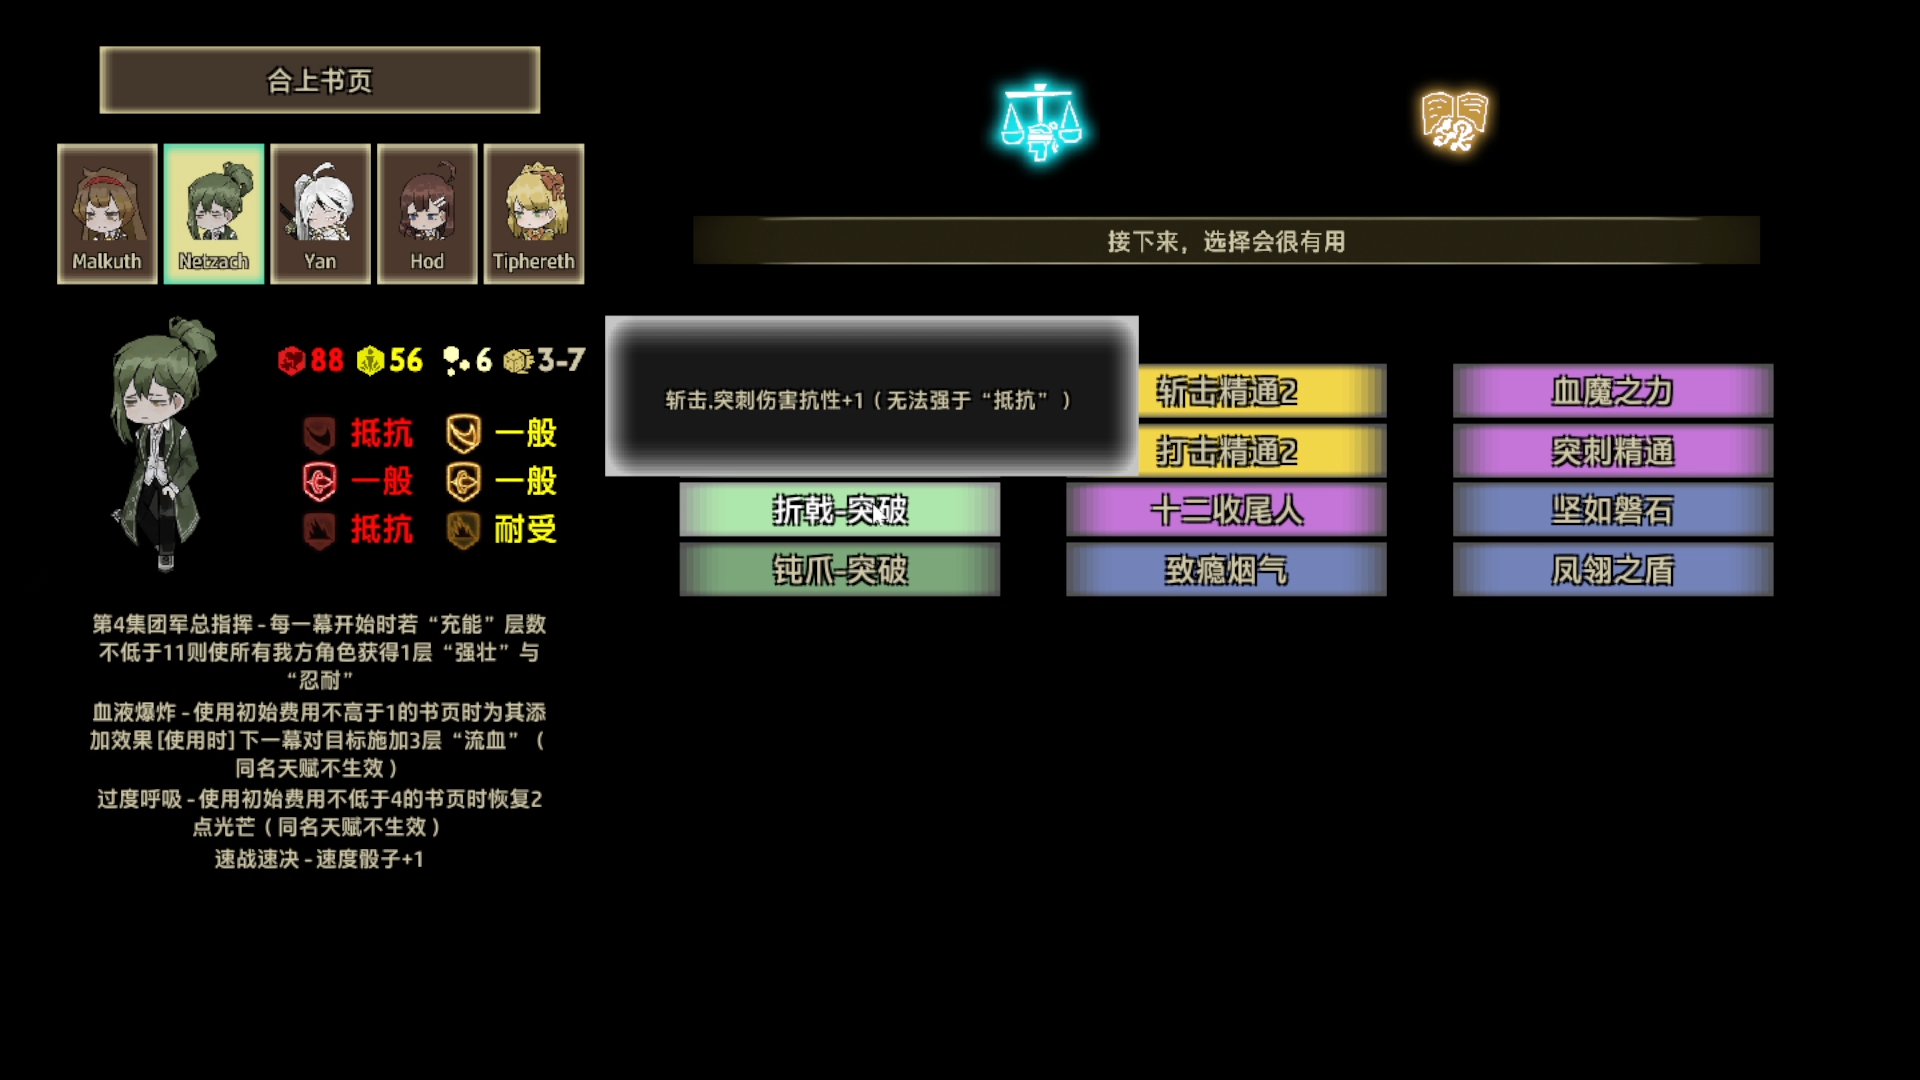 合上书页
Malkuth
Netzach
Yan
Hod
Tiphereth
88 56 6 3-7
抵抗 一般
一般 一般
抵抗 耐受
第4集团军总指挥-每一幕开始时若“充能”层数
不低于11则使所有我方角色获得1层“强壮”与
“忍耐”
血液爆炸-使用初始费用不高于1的书页时为其添
加效果[使用时]下一幕对目标施加3层“流血”（
同名天赋不生效）
过度呼吸-使用初始费用不低于4的书页时恢复2
点光芒（同名天赋不生效）
速战速决-速度骰子+1
接下来，选择会很有用
斩击.突刺伤害抗性+1（无法强于“抵抗”）
斩击精通2
血魔之力
打击精通2
突刺精通
折戟-突破
十二收尾人
坚如磐石
钝爪-突破
致瘾烟气
凤翎之盾